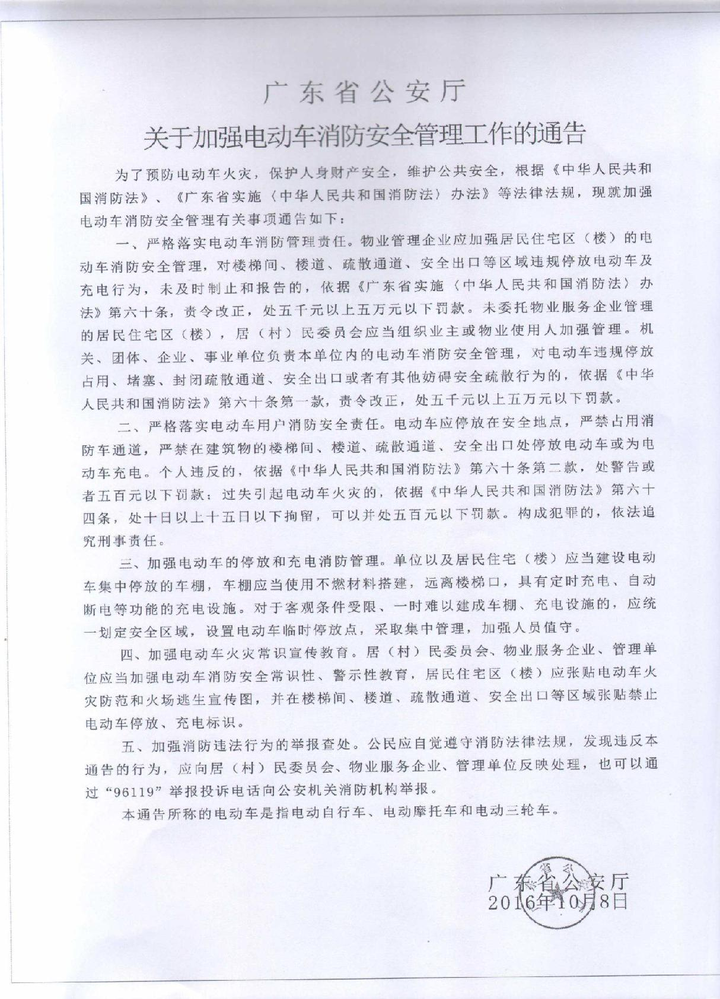 广东省公安厅
关于加强电动车消防安全管理工作的通告
为了预防电动车火灾，保护人身财产安全，维护公共安全，根据《中华人民共和
国消防法》、《广东省实施〈中华人民共和国消防法〉办法》等法律法规，现就加强
电动车消防安全管理有关事项通告如下：
一、严格落实电动车消防管理责任。物业管理企业应加强居民住宅区（楼）的电
动车消防安全管理，对楼梯间、楼道、疏散通道、安全出口等区域违规停放电动车及
充电行为，未及时制止和报告的，依据《广东省实施〈中华人民共和国消防法〉办
法》第六十条，责令改正，处五千元以上五万元以下罚款。未委托物业服务企业管理
的居民住宅区（楼），居（村）民委员会应当组织业主或物业使用人加强管理。机
关、团体、企业、事业单位负责本单位内的电动车消防安全管理，对电动车违规停放
占用、堵塞、封闭疏散通道、安全出口或者有其他妨碍安全疏散行为的，依据《中华
人民共和国消防法》第六十条第一款，责令改正，处五千元以上五万元以下罚款。
二、严格落实电动车用户消防安全责任。电动车应停放在安全地点，严禁占用消
防车通道，严禁在建筑物的楼梯间、楼道、疏散通道、安全出口处停放电动车或为电
动车充电。个人违反的，依据《中华人民共和国消防法》第六十条第二款，处警告或
者五百元以下罚款；过失引起电动车火灾的，依据《中华人民共和国消防法》第六十
四条，处十日以上十五日以下拘留，可以并处五百元以下罚款。构成犯罪的，依法追
究刑事责任。
三、加强电动车的停放和充电消防管理。单位以及居民住宅（楼）应当建设电动
车集中停放的车棚，车棚应当使用不燃材料搭建，远离楼梯口，具有定时充电、自动
断电等功能的充电设施。对于客观条件受限、一时难以建成车棚、充电设施的，应统
一划定安全区域，设置电动车临时停放点，采取集中管理，加强人员值守。
四、加强电动车火灾常识宣传教育。居（村）民委员会、物业服务企业、管理单
位应当加强电动车消防安全常识性、警示性教育，居民住宅区（楼）应张贴电动车火
灾防范和火场逃生宣传图，并在楼梯间、楼道、疏散通道、安全出口等区域张贴禁止
电动车停放、充电标识。
五、加强消防违法行为的举报查处。公民应自觉遵守消防法律法规，发现违反本
通告的行为，应向居（村）民委员会、物业服务企业、管理单位反映处理，也可以通
过“96119”举报投诉电话向公安机关消防机构举报。
本通告所称的电动车是指电动自行车、电动摩托车和电动三轮车。
广东省公安厅
2016年10月8日